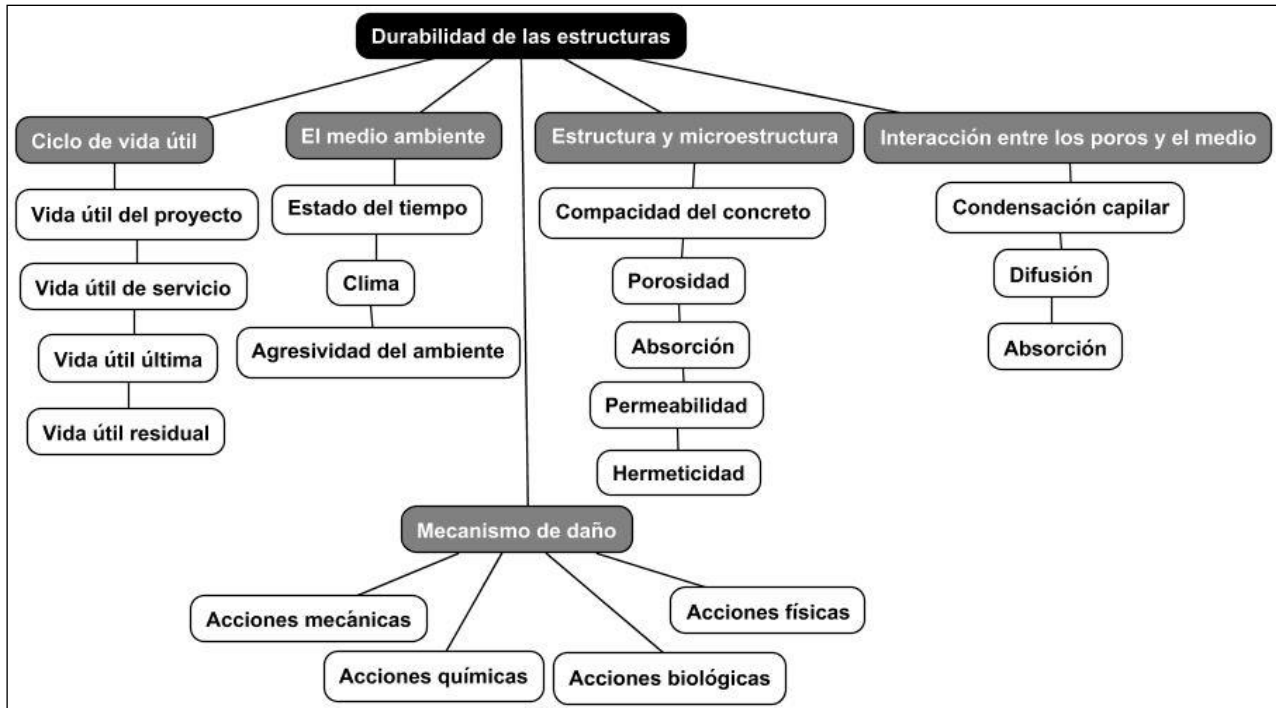 Durabilidad de las estructuras
Ciclo de vida útil
El medio ambiente
Estructura y microestructura
Interacción entre los poros y el medio
Vida útil del proyecto
Vida útil de servicio
Vida útil última
Vida útil residual
Estado del tiempo
Clima
Agresividad del ambiente
Compacidad del concreto
Porosidad
Absorción
Permeabilidad
Hermeticidad
Condensación capilar
Difusión
Absorción
Mecanismo de daño
Acciones mecánicas
Acciones químicas
Acciones biológicas
Acciones físicas